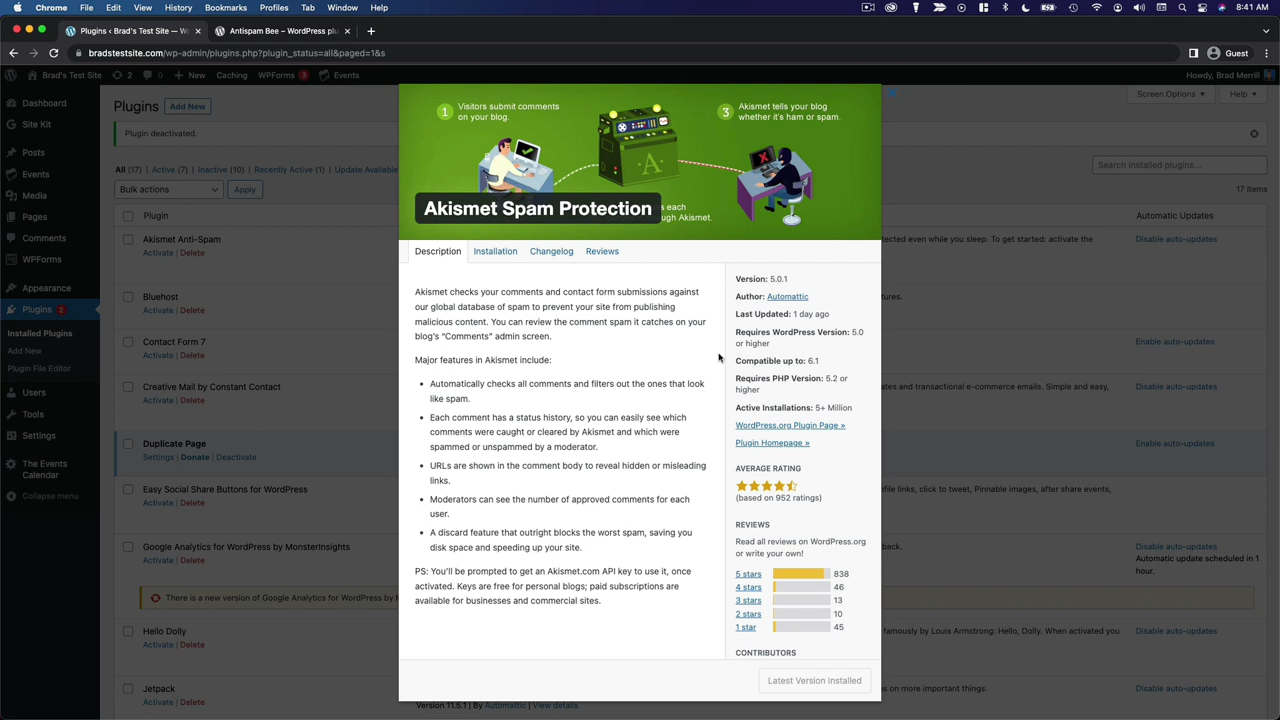 Chrome File Edit View History Bookmarks Profiles Tab Window Help Mon Oct 3 8:41 AM
Antispam Bee – WordPress plu
bradstestsite.com/wp-admin/plugins.php?plugin_status=all&paged=1&s
Guest
Brad's Test Site 2 0 New Caching WPForms 3 Events
Howdy, Brad Merrill
Dashboard
Site Kit
Posts
Events
Media
Pages
Comments
WPForms
Appearance
Plugins 2
Installed Plugins
Add New
Plugin File Editor
Users
Tools
Settings
The Events
Calendar
Collapse menu
Plugins Add New
Screen Options Help
Plugin deactivated.
All (17) | Active (7) | Inactive (10) | Recently Active (1) | Update Available
Search installed plugins...
Bulk actions Apply
17 items
Plugin
Automatic Updates
Akismet Anti-Spam
Activate | Delete
tected even while you sleep. To get started: activate the
Disable auto-updates
Bluehost
Activate | Delete
Contact Form 7
Activate | Delete
Enable auto-updates
Creative Mail by Constant Contact
Activate | Delete
ates and transactional e-commerce emails. Simple and easy,
Disable auto-updates
Duplicate Page
Settings | Donate | Deactivate
Enable auto-updates
Easy Social Share Buttons for WordPress
Activate | Delete
file links, click to tweet, Pinnable images, after share events,
Disable auto-updates
Google Analytics for WordPress by MonsterInsights
Activate | Delete
back.
Disable auto-updates
Automatic update scheduled in 1
hour.
There is a new version of Google Analytics for WordPress by M
Hello Dolly
Activate | Delete
famously by Louis Armstrong: Hello, Dolly. When activated you
Disable auto-updates
Jetpack
Activate | Delete
us on more important things.
Disable auto-updates
Version 11.5.1 | By Automattic | View details
1 Visitors submit comments
on your blog.
3 Akismet tells your blog
whether it's ham or spam.
s each
ugh Akismet.
Akismet Spam Protection
Description Installation Changelog Reviews
Akismet checks your comments and contact form submissions against
our global database of spam to prevent your site from publishing
malicious content. You can review the comment spam it catches on your
blog's "Comments" admin screen.
Major features in Akismet include:
• Automatically checks all comments and filters out the ones that look
like spam.
• Each comment has a status history, so you can easily see which
comments were caught or cleared by Akismet and which were
spammed or unspammed by a moderator.
• URLs are shown in the comment body to reveal hidden or misleading
links.
• Moderators can see the number of approved comments for each
user.
• A discard feature that outright blocks the worst spam, saving you
disk space and speeding up your site.
PS: You'll be prompted to get an Akismet.com API key to use it, once
activated. Keys are free for personal blogs; paid subscriptions are
available for businesses and commercial sites.
Version: 5.0.1
Author: Automattic
Last Updated: 1 day ago
Requires WordPress Version: 5.0
or higher
Compatible up to: 6.1
Requires PHP Version: 5.2 or
higher
Active Installations: 5+ Million
WordPress.org Plugin Page »
Plugin Homepage »
AVERAGE RATING
(based on 952 ratings)
REVIEWS
Read all reviews on WordPress.org
or write your own!
5 stars 838
4 stars 46
3 stars 13
2 stars 10
1 star 45
CONTRIBUTORS
Latest Version Installed